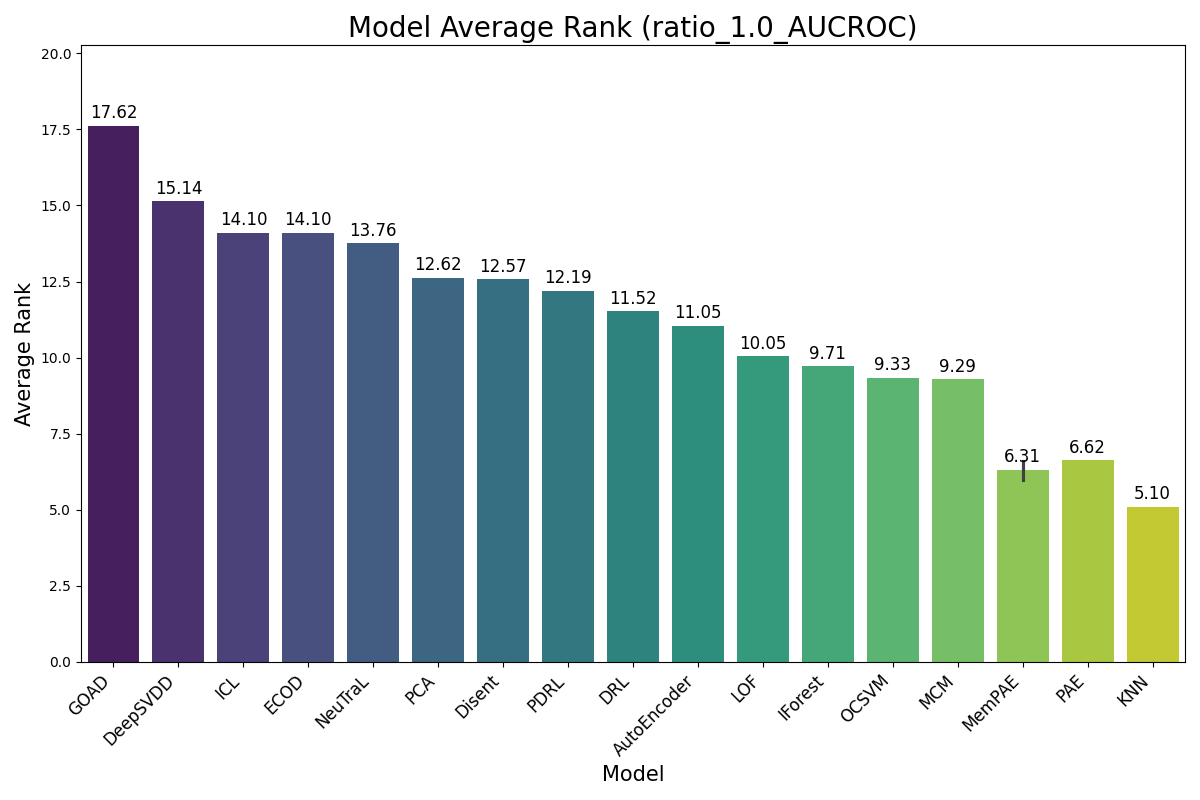 Model Average Rank (ratio_1.0_AUCROC)
Average Rank
20.0
17.5
15.0
12.5
10.0
7.5
5.0
2.5
0.0
17.62
15.14
14.10
14.10
13.76
12.62
12.57
12.19
11.52
11.05
10.05
9.71
9.33
9.29
6.31
6.62
5.10
GOAD
DeepSVDD
ICL
ECOD
NeuTraL
PCA
Disent
PDRL
DRL
AutoEncoder
LOF
IForest
OCSVM
MCM
MemPAE
PAE
KNN
Model